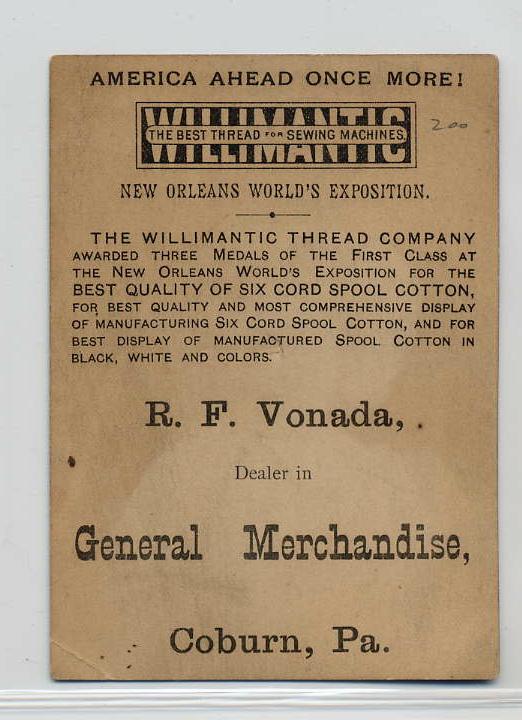 AMERICA AHEAD ONCE MORE!
WILLIMANTIC
THE BEST THREAD FOR SEWING MACHINES.
200
NEW ORLEANS WORLD'S EXPOSITION.
THE WILLIMANTIC THREAD COMPANY
AWARDED THREE MEDALS OF THE FIRST CLASS AT
THE NEW ORLEANS WORLD'S EXPOSITION FOR THE
BEST QUALITY OF SIX CORD SPOOL COTTON,
FOR BEST QUALITY AND MOST COMPREHENSIVE DISPLAY
OF MANUFACTURING SIX CORD SPOOL COTTON, AND FOR
BEST DISPLAY OF MANUFACTURED SPOOL COTTON IN
BLACK, WHITE AND COLORS.
R. F. Vonada,
Dealer in
General Merchandise,
Coburn, Pa.